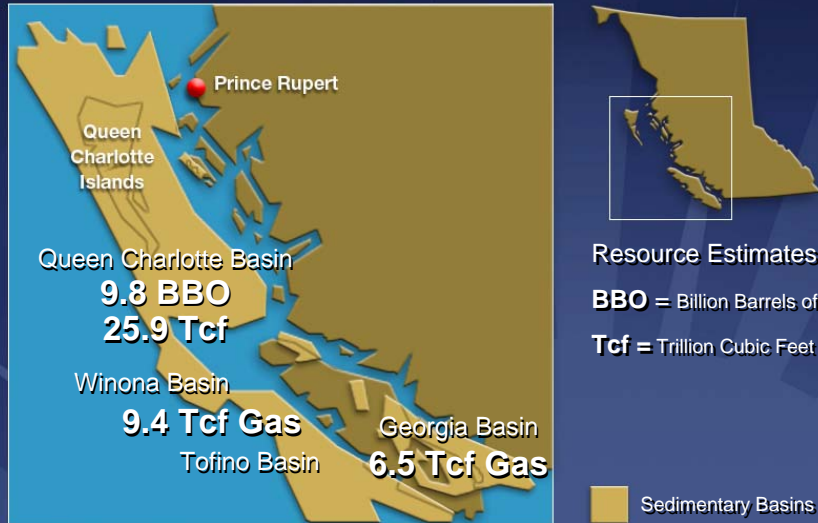 Prince Rupert
Queen
Charlotte
Islands
Queen Charlotte Basin
9.8 BBO
25.9 Tcf
Winona Basin
9.4 Tcf Gas
Tofino Basin
Georgia Basin
6.5 Tcf Gas
Resource Estimates
BBO = Billion Barrels of
Tcf = Trillion Cubic Feet
Sedimentary Basins